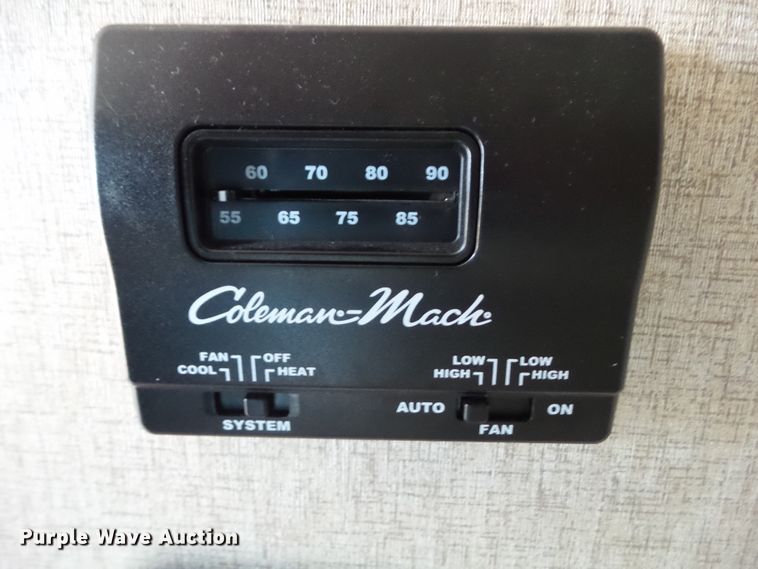 60 70 80 90
55 65 75 85
Coleman-Mach
FAN OFF
COOL HEAT
SYSTEM
LOW LOW
HIGH HIGH
AUTO ON
FAN
Purple Wave Auction